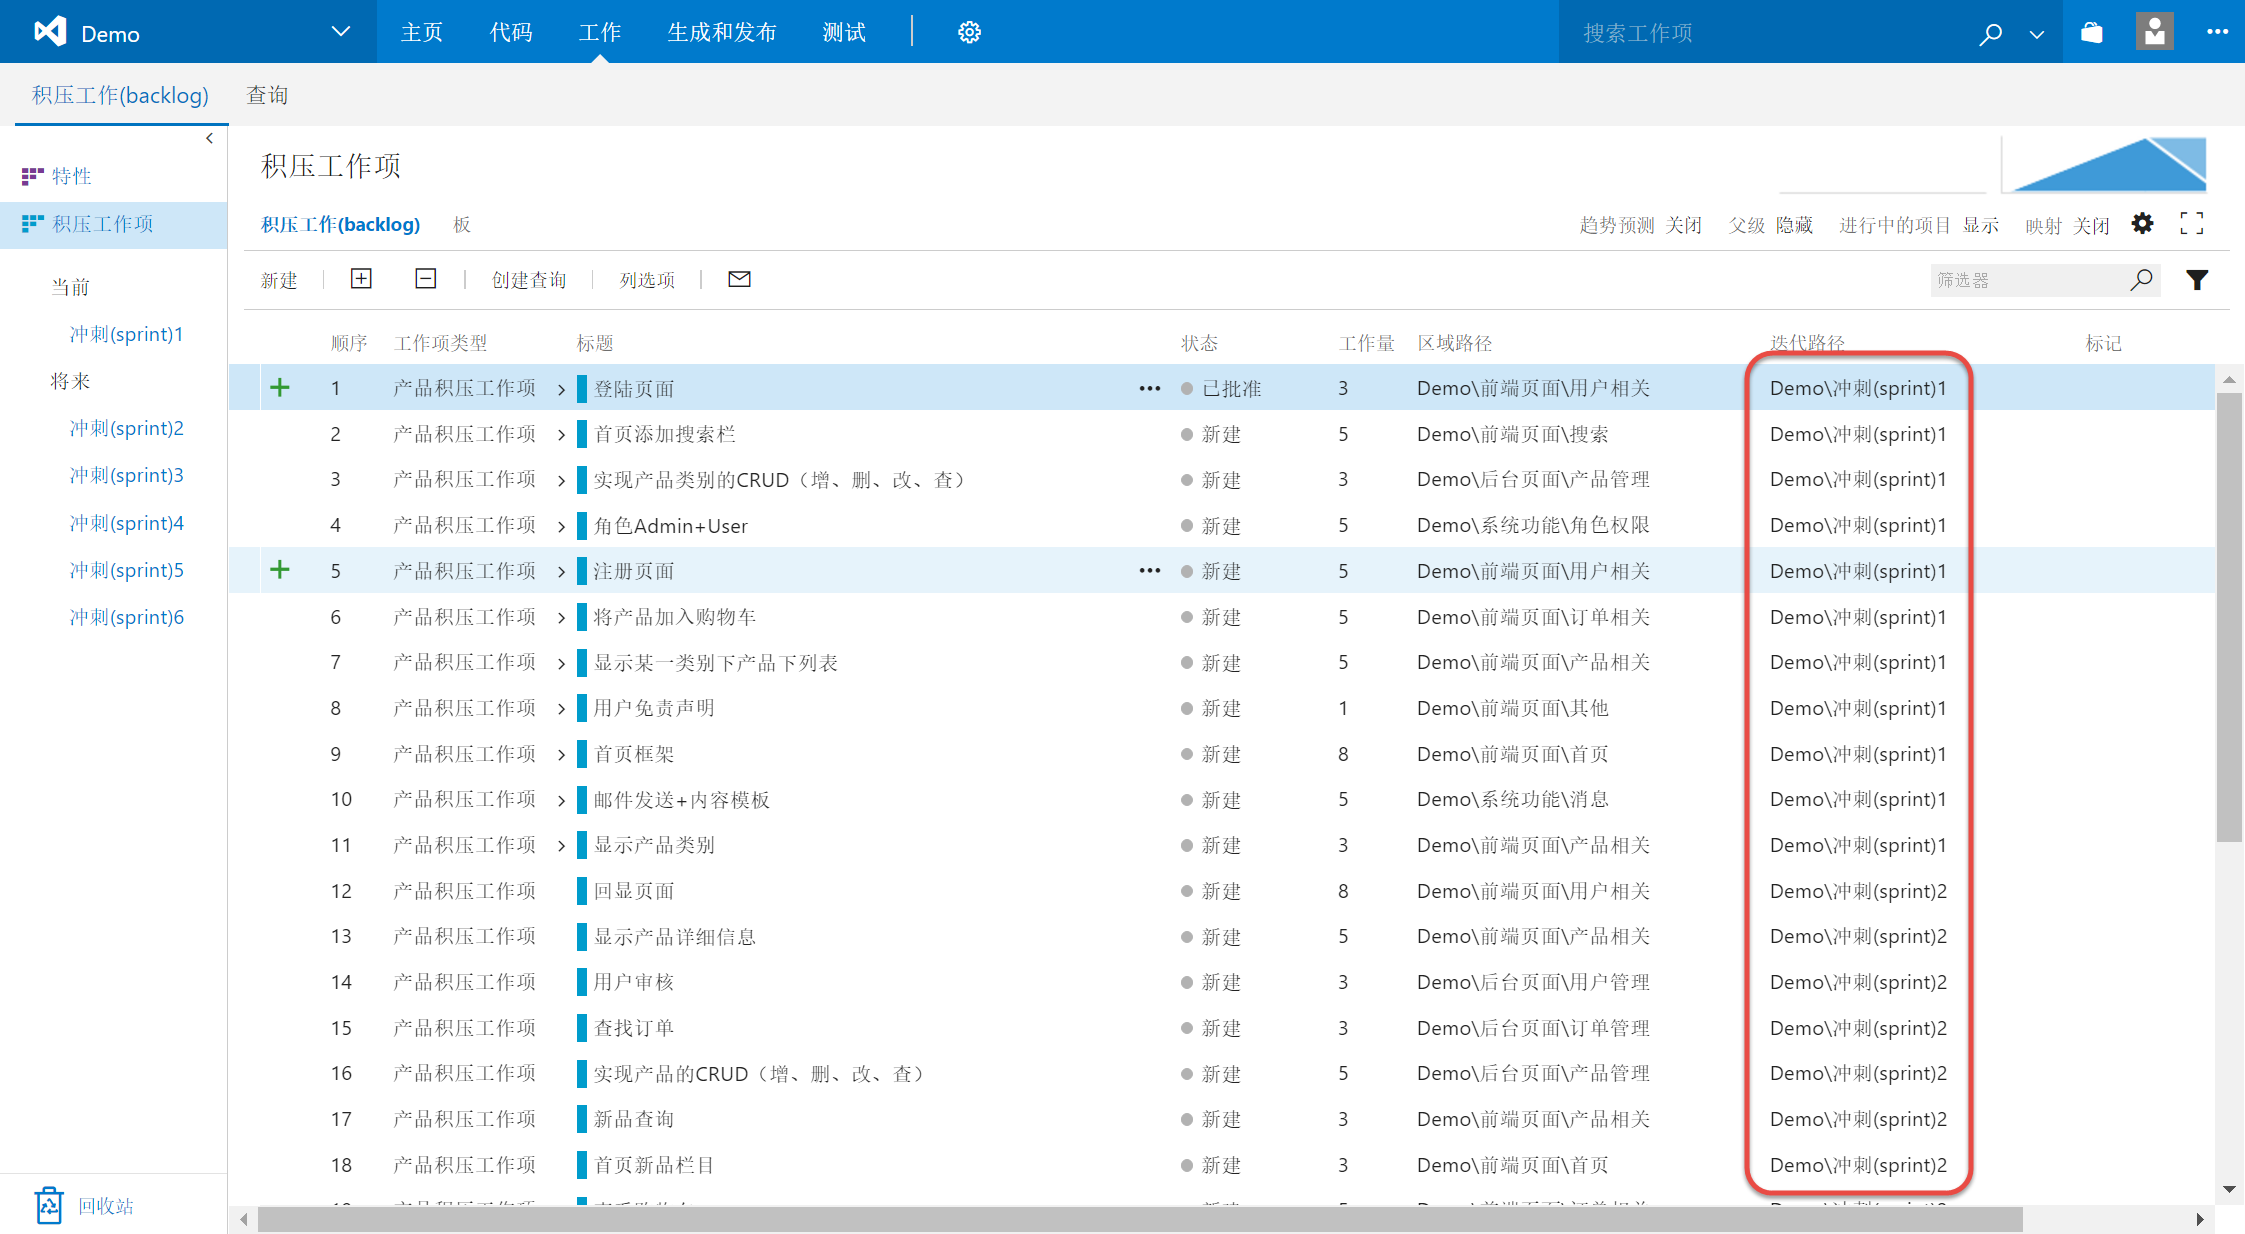 Demo 主页 代码 工作 生成和发布 测试 搜索工作项
积压工作(backlog) 查询
特性
积压工作项
当前
冲刺(sprint)1
将来
冲刺(sprint)2
冲刺(sprint)3
冲刺(sprint)4
冲刺(sprint)5
冲刺(sprint)6
回收站
积压工作项
积压工作(backlog) 板 趋势预测 关闭 父级 隐藏 进行中的项目 显示 映射 关闭
新建 创建查询 列选项 筛选器
顺序 工作项类型 标题 状态 工作量 区域路径 迭代路径 标记
1 产品积压工作项 登陆页面 已批准 3 Demo\前端页面\用户相关 Demo\冲刺(sprint)1
2 产品积压工作项 首页添加搜索栏 新建 5 Demo\前端页面\搜索 Demo\冲刺(sprint)1
3 产品积压工作项 实现产品类别的CRUD（增、删、改、查） 新建 3 Demo\后台页面\产品管理 Demo\冲刺(sprint)1
4 产品积压工作项 角色Admin+User 新建 5 Demo\系统功能\角色权限 Demo\冲刺(sprint)1
5 产品积压工作项 注册页面 新建 5 Demo\前端页面\用户相关 Demo\冲刺(sprint)1
6 产品积压工作项 将产品加入购物车 新建 5 Demo\前端页面\订单相关 Demo\冲刺(sprint)1
7 产品积压工作项 显示某一类别下产品下列表 新建 5 Demo\前端页面\产品相关 Demo\冲刺(sprint)1
8 产品积压工作项 用户免责声明 新建 1 Demo\前端页面\其他 Demo\冲刺(sprint)1
9 产品积压工作项 首页框架 新建 8 Demo\前端页面\首页 Demo\冲刺(sprint)1
10 产品积压工作项 邮件发送+内容模板 新建 5 Demo\系统功能\消息 Demo\冲刺(sprint)1
11 产品积压工作项 显示产品类别 新建 3 Demo\前端页面\产品相关 Demo\冲刺(sprint)1
12 产品积压工作项 回显页面 新建 8 Demo\前端页面\用户相关 Demo\冲刺(sprint)2
13 产品积压工作项 显示产品详细信息 新建 5 Demo\前端页面\产品相关 Demo\冲刺(sprint)2
14 产品积压工作项 用户审核 新建 3 Demo\后台页面\用户管理 Demo\冲刺(sprint)2
15 产品积压工作项 查找订单 新建 3 Demo\后台页面\订单管理 Demo\冲刺(sprint)2
16 产品积压工作项 实现产品的CRUD（增、删、改、查） 新建 5 Demo\后台页面\产品管理 Demo\冲刺(sprint)2
17 产品积压工作项 新品查询 新建 3 Demo\前端页面\产品相关 Demo\冲刺(sprint)2
18 产品积压工作项 首页新品栏目 新建 3 Demo\前端页面\首页 Demo\冲刺(sprint)2